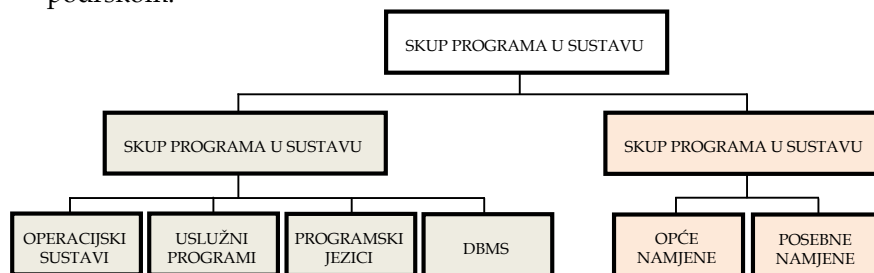 podrškom.
SKUP PROGRAMA U SUSTAVU
SKUP PROGRAMA U SUSTAVU
SKUP PROGRAMA U SUSTAVU
OPERACIJSKI
SUSTAVI
USLUŽNI
PROGRAMI
PROGRAMSKI
JEZICI
DBMS
OPĆE
NAMJENE
POSEBNE
NAMJENE